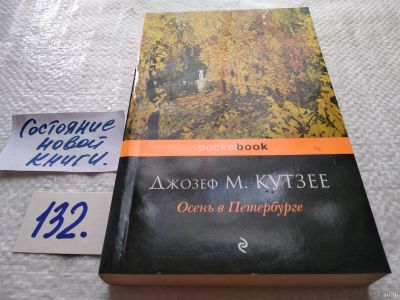 Состояние
новой
книги.
132.
pocketbook
ДЖОЗЕФ М. КУТЗЕЕ
Осень в Петербурге